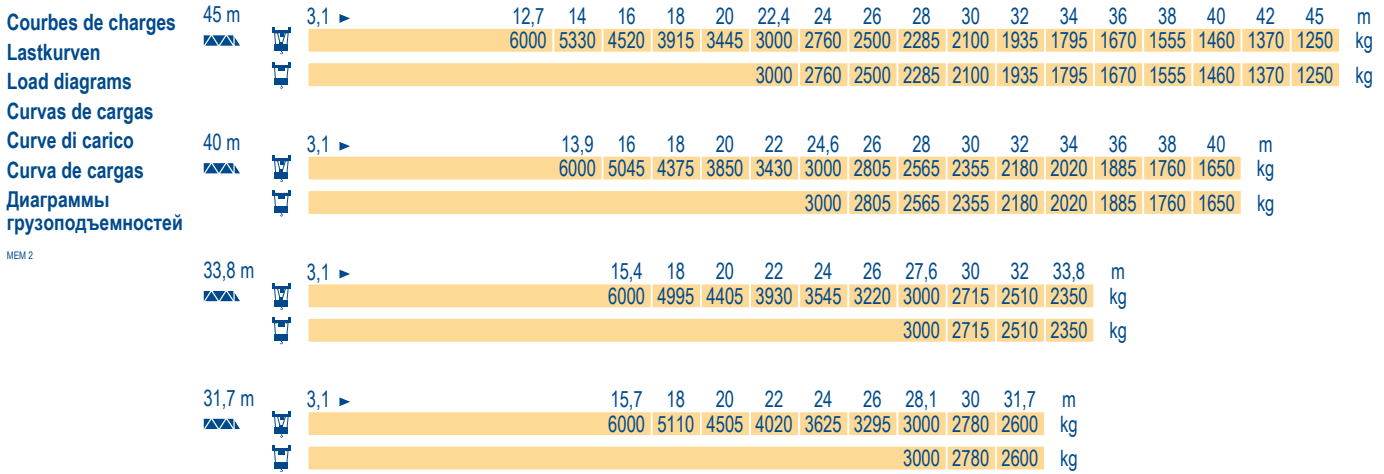 Courbes de charges
Lastkurven
Load diagrams
Curvas de cargas
Curve di carico
Curva de cargas
Диаграммы
грузоподъемностей
MEM 2
45 m 3,1 ► 12,7 14 16 18 20 22,4 24 26 28 30 32 34 36 38 40 42 45 m
6000 5330 4520 3915 3445 3000 2760 2500 2285 2100 1935 1795 1670 1555 1460 1370 1250 kg
3000 2760 2500 2285 2100 1935 1795 1670 1555 1460 1370 1250 kg
40 m 3,1 ► 13,9 16 18 20 22 24,6 26 28 30 32 34 36 38 40 m
6000 5045 4375 3850 3430 3000 2805 2565 2355 2180 2020 1885 1760 1650 kg
3000 2805 2565 2355 2180 2020 1885 1760 1650 kg
33,8 m 3,1 ► 15,4 18 20 22 24 26 27,6 30 32 33,8 m
6000 4995 4405 3930 3545 3220 3000 2715 2510 2350 kg
3000 2715 2510 2350 kg
31,7 m 3,1 ► 15,7 18 20 22 24 26 28,1 30 31,7 m
6000 5110 4505 4020 3625 3295 3000 2780 2600 kg
3000 2780 2600 kg